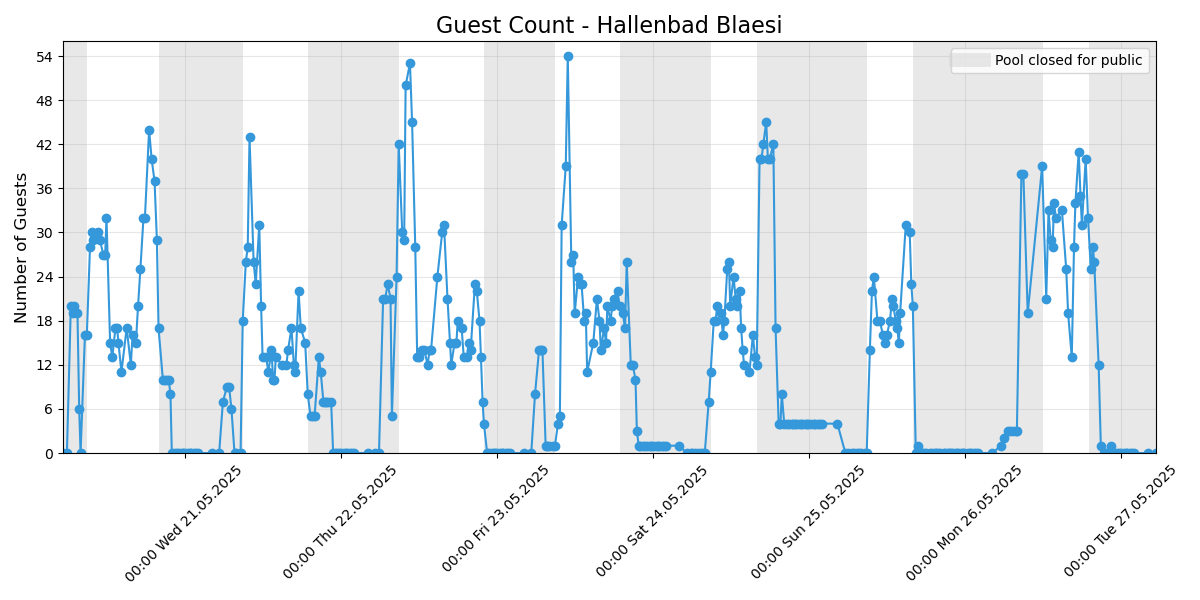 Guest Count - Hallenbad Blaesi
Pool closed for public
Number of Guests
54
48
42
36
30
24
18
12
6
0
00:00 Wed 21.05.2025
00:00 Thu 22.05.2025
00:00 Fri 23.05.2025
00:00 Sat 24.05.2025
00:00 Sun 25.05.2025
00:00 Mon 26.05.2025
00:00 Tue 27.05.2025